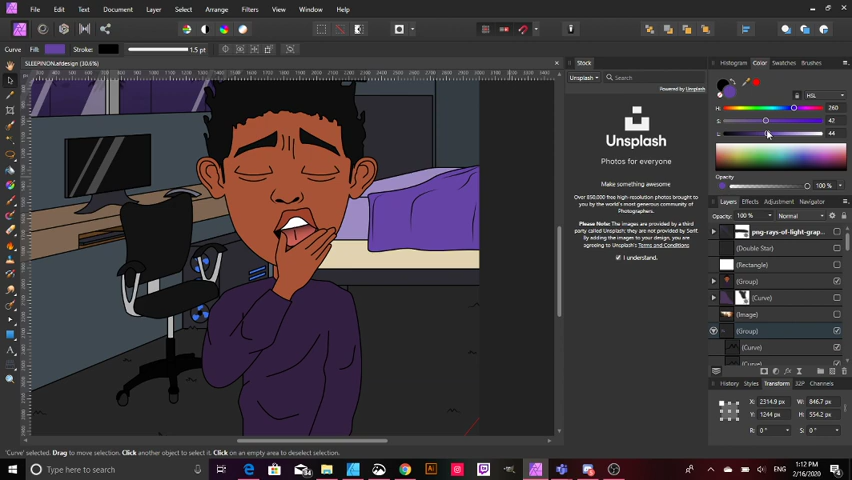 File Edit Text Document Layer Select Arrange Filters View Window Help
Curve Fill: Stroke: 1.5 pt
SLEEPINON.afdesign (30.6%)
Stock
Unsplash Search
Powered by Unsplash
Unsplash
Photos for everyone
Make something awesome
Over 850,000 free high-resolution photos brought to you by the world's most generous community of Photographers.
Please Note: The images are provided by a third party called Unsplash; they are not provided by Serif. By adding the images to your design, you are agreeing to Unsplash's Terms and Conditions
I understand.
Histogram Color Swatches Brushes
HSL
H: 260
S: 42
L: 44
Opacity
100 %
Layers Effects Adjustment Navigator
Opacity: 100 % Normal
png-rays-of-light-grap...
(Double Star)
(Rectangle)
(Group)
(Curve)
(Image)
(Group)
(Curve)
(Curve)
History Styles Transform 32P Channels
X: 2314.9 px W: 846.7 px
Y: 1244 px H: 554.2 px
R: 0 ° S: 0 °
'Curve' selected. Drag to move selection. Click another object to select it. Click on an empty area to deselect selection.
Type here to search
ENG
1:12 PM
2/16/2020